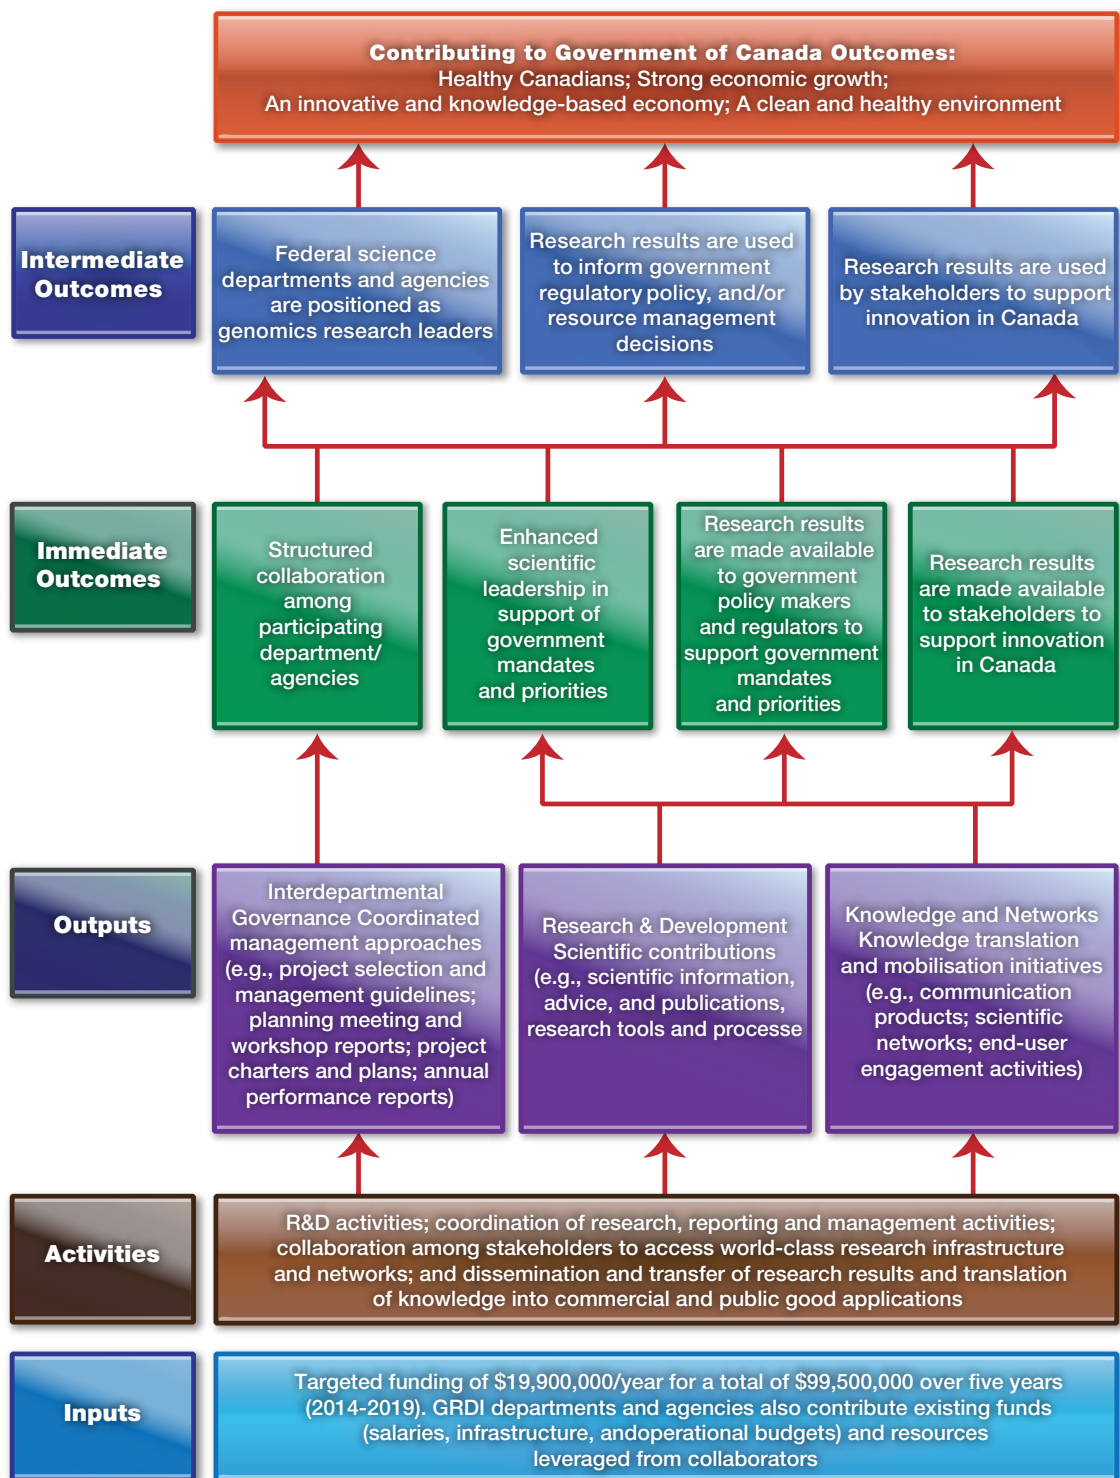 Contributing to Government of Canada Outcomes:
Healthy Canadians; Strong economic growth;
An innovative and knowledge-based economy; A clean and healthy environment
Intermediate
Outcomes
Federal science
departments and agencies
are positioned as
genomics research leaders
Research results are used
to inform government
regulatory policy, and/or
resource management
decisions
Research results are used
by stakeholders to support
innovation in Canada
Immediate
Outcomes
Structured
collaboration
among
participating
department/
agencies
Enhanced
scientific
leadership in
support of
government
mandates
and priorities
Research results
are made available
to government
policy makers
and regulators to
support government
mandates
and priorities
Research results
are made available
to stakeholders to
support innovation
in Canada
Outputs
Interdepartmental
Governance Coordinated
management approaches
(e.g., project selection and
management guidelines;
planning meeting and
workshop reports; project
charters and plans; annual
performance reports)
Research & Development
Scientific contributions
(e.g., scientific information,
advice, and publications,
research tools and processe
Knowledge and Networks
Knowledge translation
and mobilisation initiatives
(e.g., communication
products; scientific
networks; end-user
engagement activities)
Activities
R&D activities; coordination of research, reporting and management activities;
collaboration among stakeholders to access world-class research infrastructure
and networks; and dissemination and transfer of research results and translation
of knowledge into commercial and public good applications
Inputs
Targeted funding of $19,900,000/year for a total of $99,500,000 over five years
(2014-2019). GRDI departments and agencies also contribute existing funds
(salaries, infrastructure, andoperational budgets) and resources
leveraged from collaborators